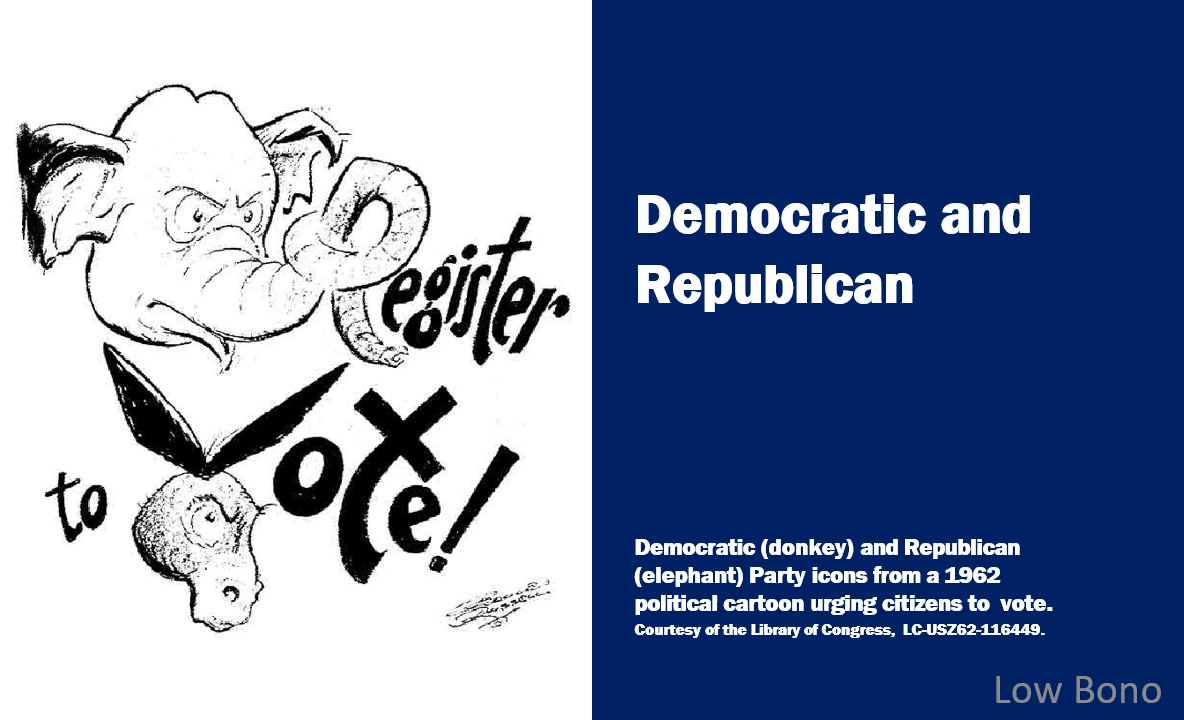 Register
to Vote!
Democratic and
Republican
Democratic (donkey) and Republican
(elephant) Party icons from a 1962
political cartoon urging citizens to vote.
Courtesy of the Library of Congress, LC-USZ62-116449.
Low Bono